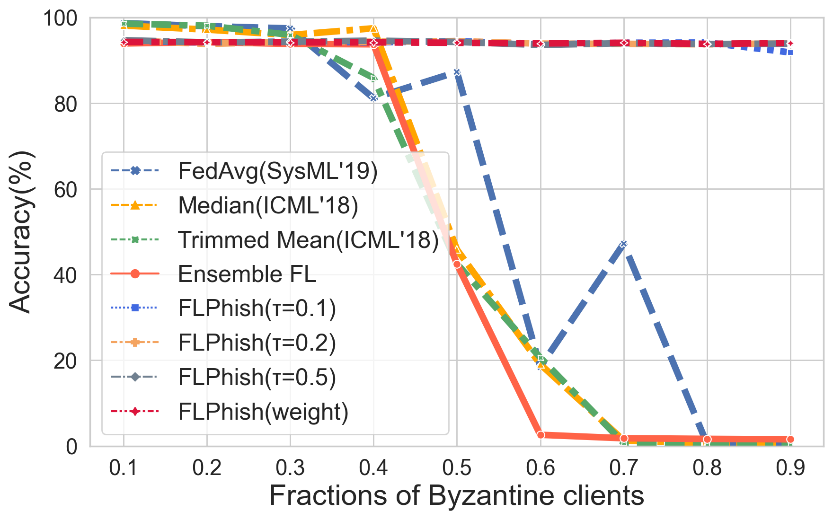 100
80
60
40
20
0
Accuracy(%)
FedAvg(SysML'19)
Median(ICML'18)
Trimmed Mean(ICML'18)
Ensemble FL
FLPhish(τ=0.1)
FLPhish(τ=0.2)
FLPhish(τ=0.5)
FLPhish(weight)
0.1 0.2 0.3 0.4 0.5 0.6 0.7 0.8 0.9
Fractions of Byzantine clients